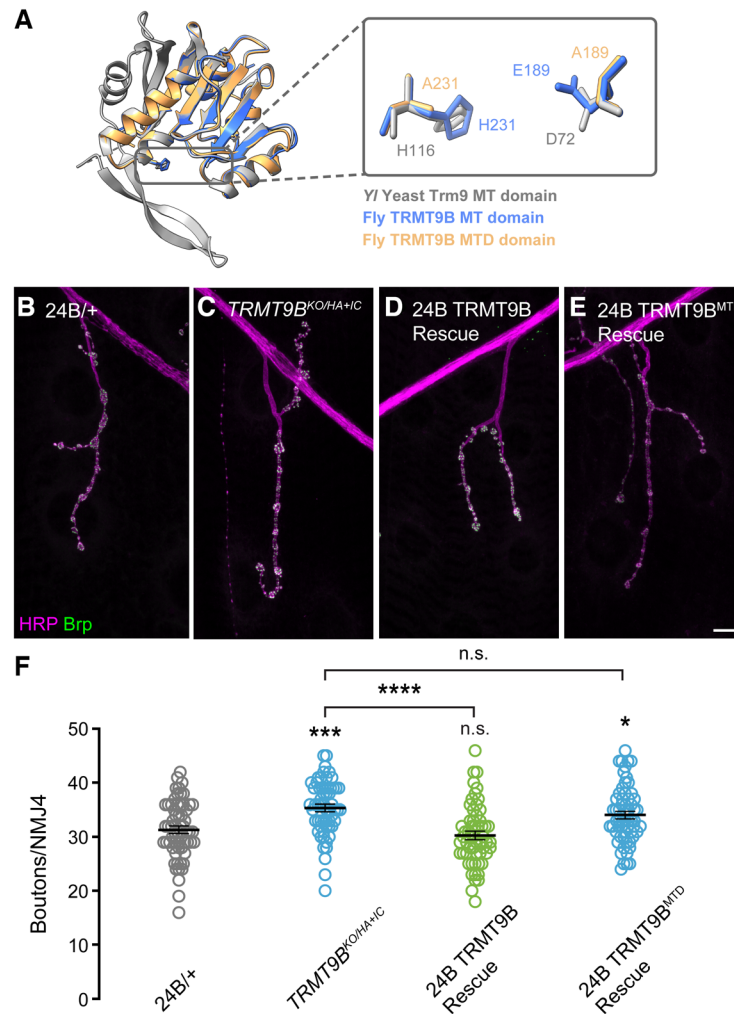 A
A231
H231
H116
E189
A189
D72
Yl Yeast Trm9 MT domain
Fly TRMT9B MT domain
Fly TRMT9B MTD domain
B 24B/+
C TRMT9B^KO/HA+IC
D 24B TRMT9B
Rescue
E 24B TRMT9B^MT
Rescue
HRP Brp
F
n.s.
****
***
n.s.
*
Boutons/NMJ4
50
40
30
20
10
0
24B/+
TRMT9B^KO/HA+IC
24B TRMT9B
Rescue
24B TRMT9B^MTD
Rescue